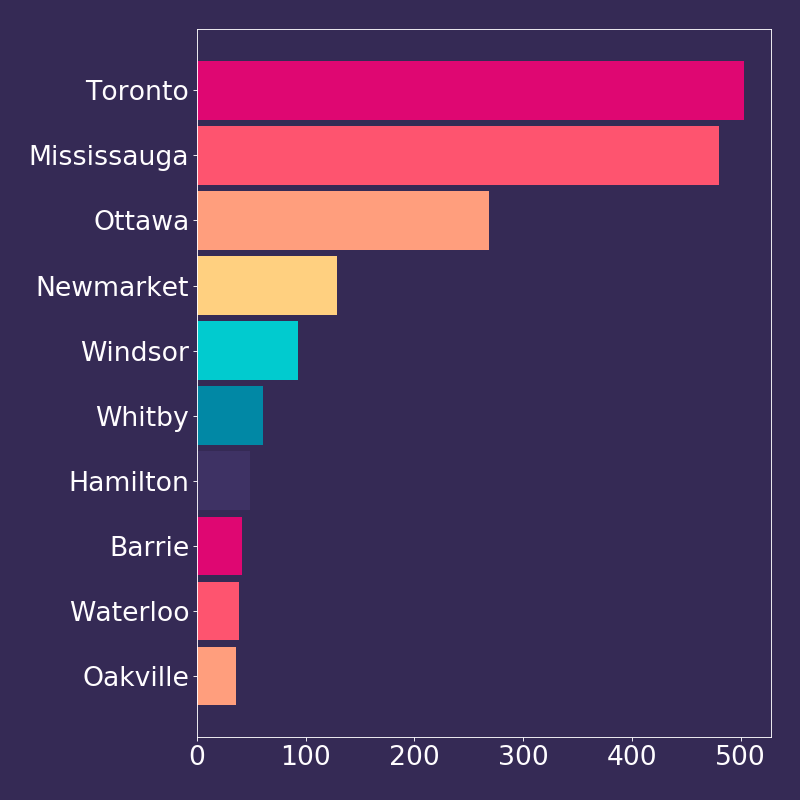 Toronto
Mississauga
Ottawa
Newmarket
Windsor
Whitby
Hamilton
Barrie
Waterloo
Oakville
0 100 200 300 400 500